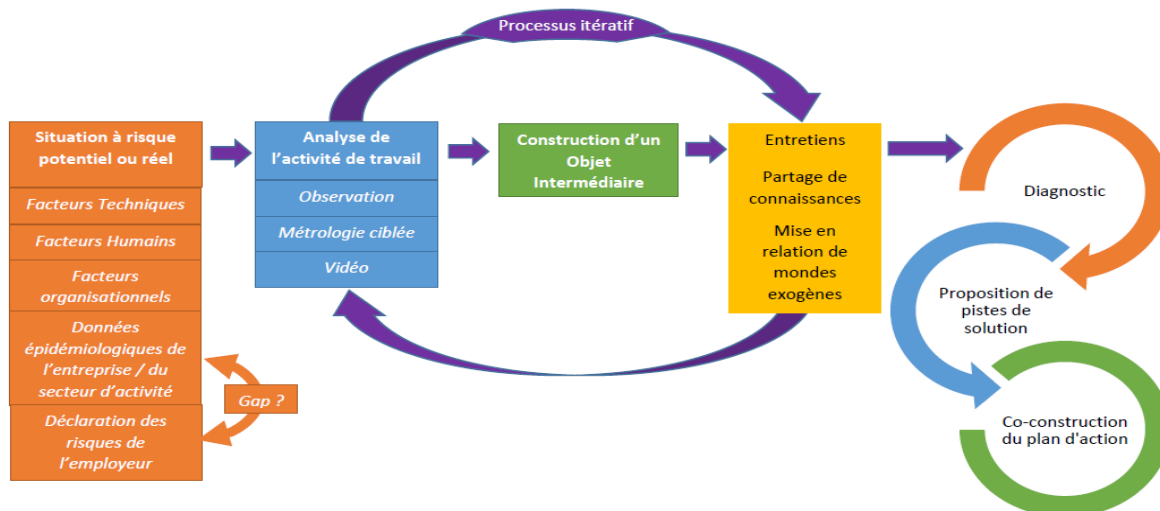 Processus itératif
Situation à risque
potentiel ou réel
Facteurs Techniques
Facteurs Humains
Facteurs
organisationnels
Données
épidémiologiques de
l'entreprise / du
secteur d'activité
Déclaration des
risques de
l'employeur
Gap ?
Analyse de
l'activité de travail
Observation
Métrologie ciblée
Vidéo
Construction d'un
Objet
Intermédiaire
Entretiens
Partage de
connaissances
Mise en
relation de
mondes
exogènes
Diagnostic
Proposition de
pistes de
solution
Co-construction
du plan d'action